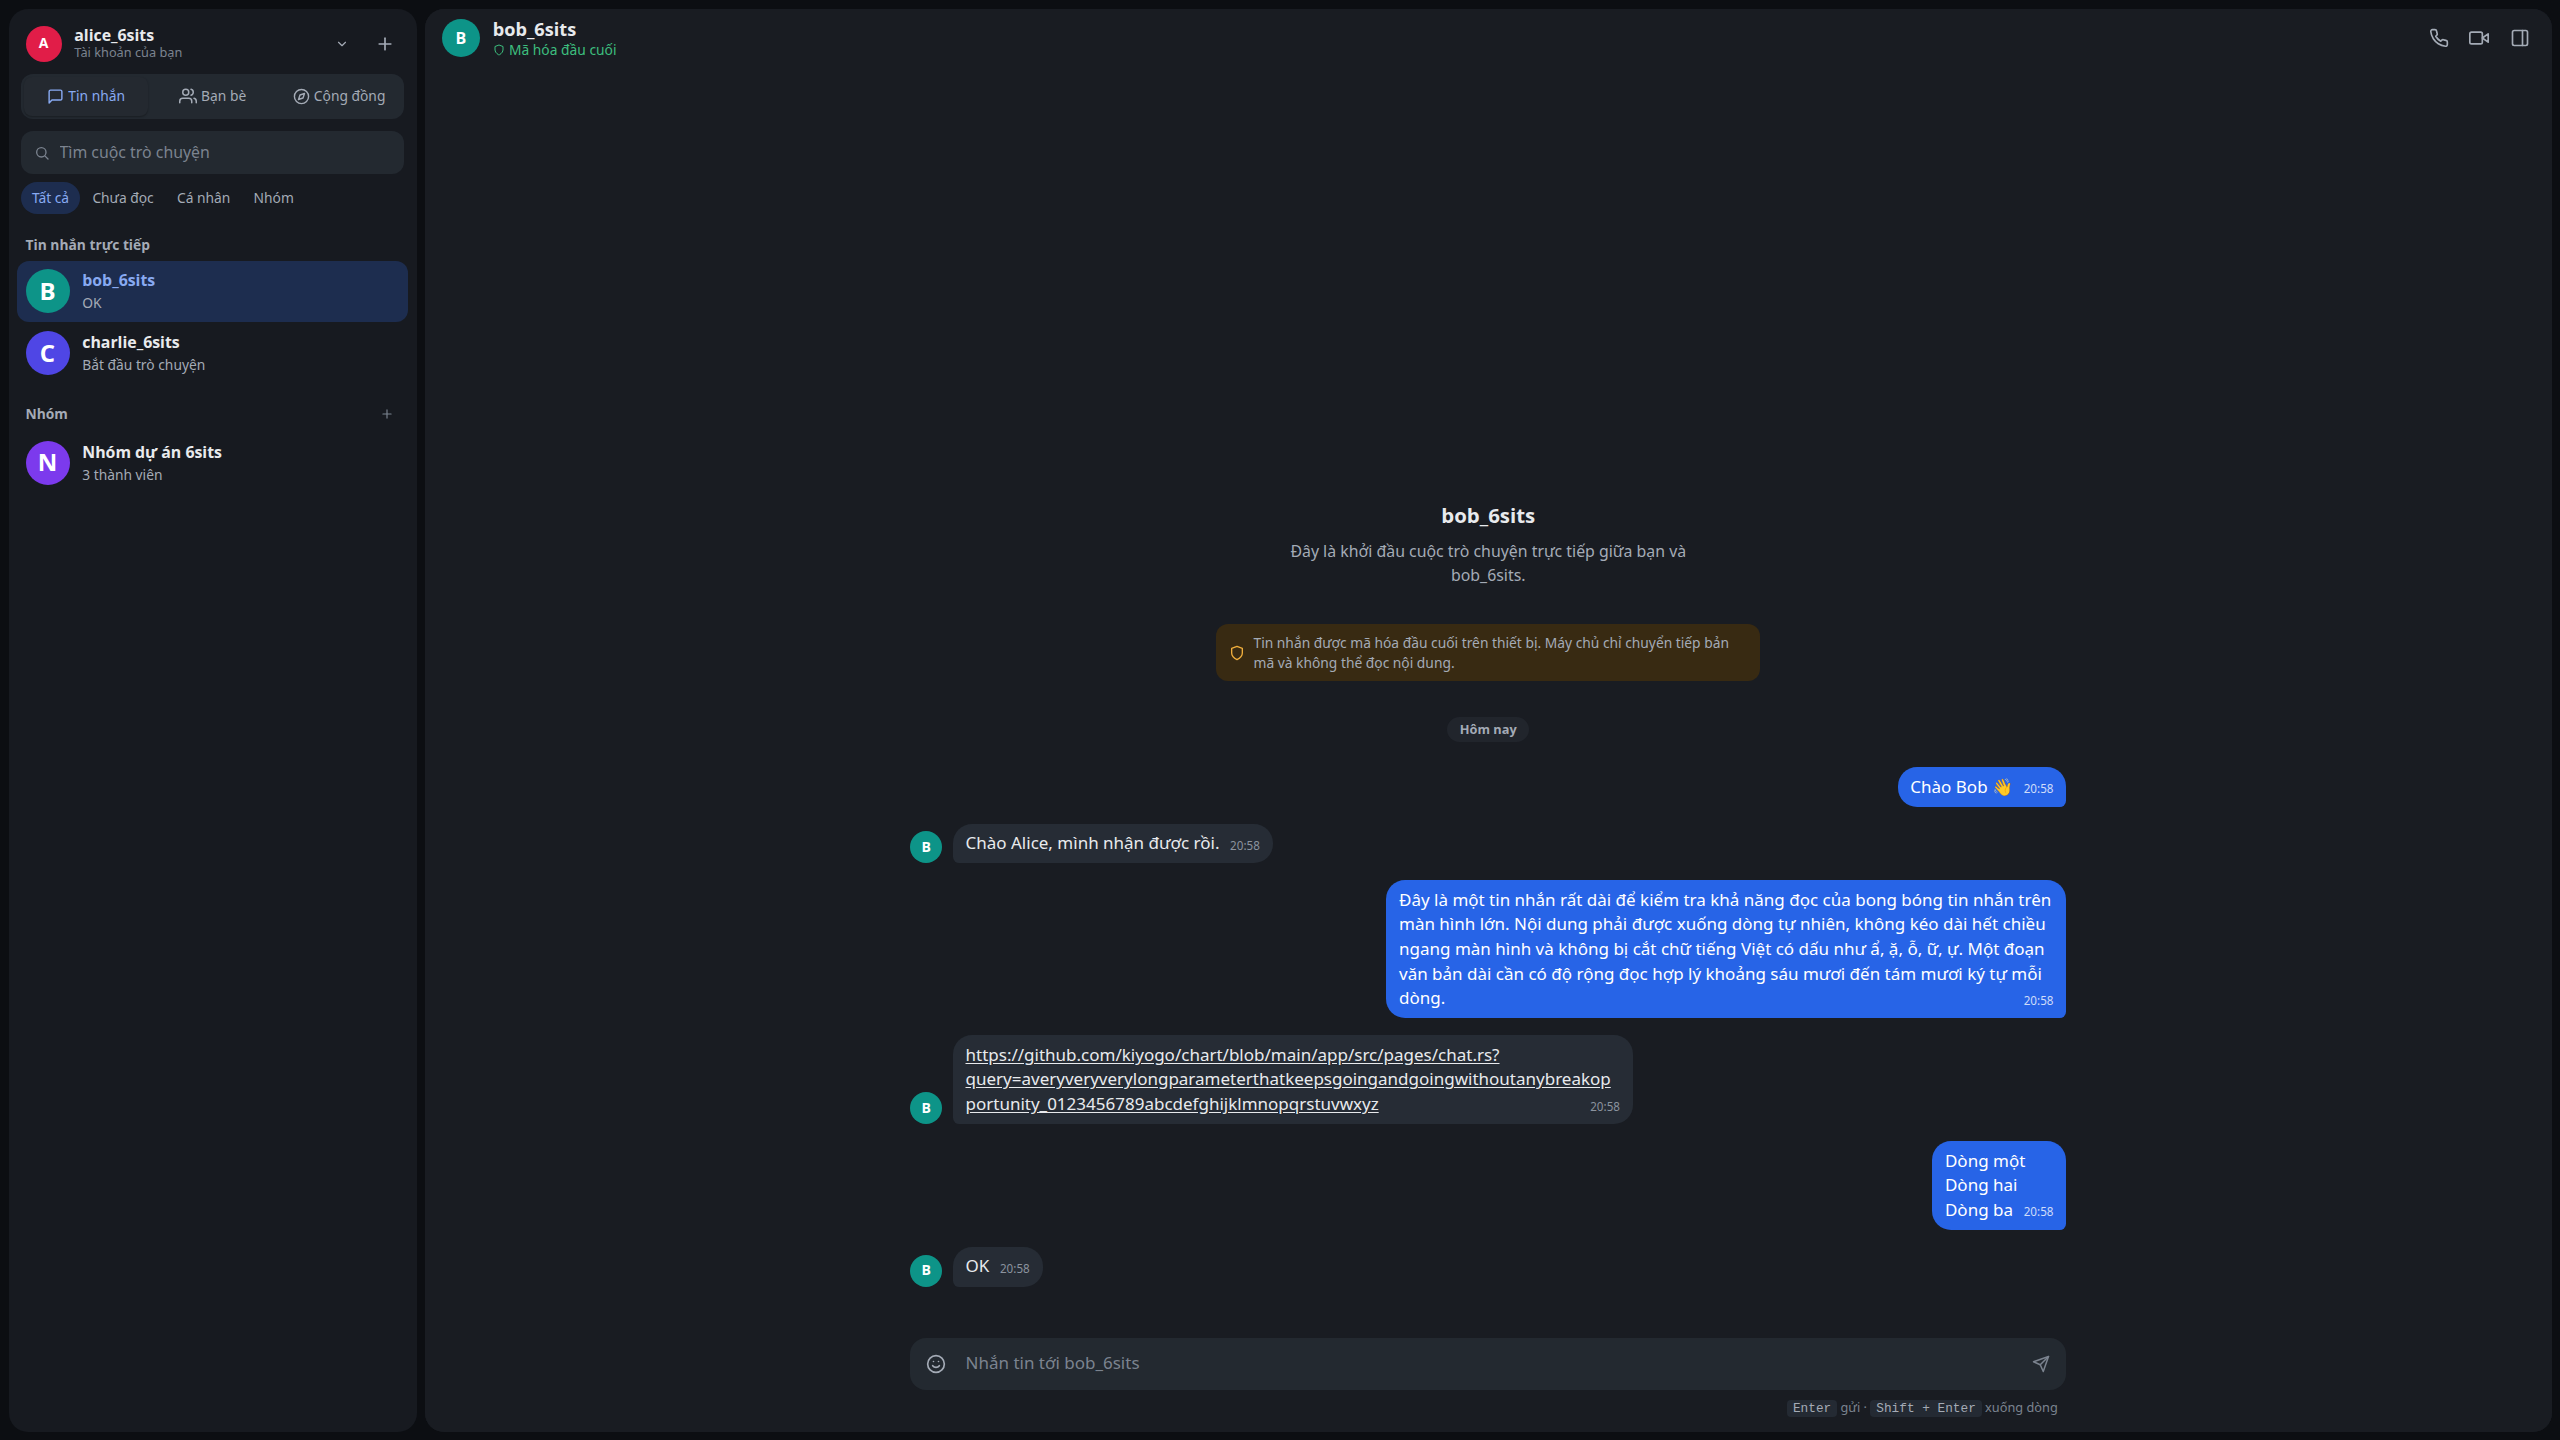 A
alice_6sits
Tài khoản của bạn
Tin nhắn
Bạn bè
Cộng đồng
Tìm cuộc trò chuyện
Tất cả
Chưa đọc
Cá nhân
Nhóm
Tin nhắn trực tiếp
B
bob_6sits
OK
C
charlie_6sits
Bắt đầu trò chuyện
Nhóm
N
Nhóm dự án 6sits
3 thành viên
B
bob_6sits
Mã hóa đầu cuối
bob_6sits
Đây là khởi đầu cuộc trò chuyện trực tiếp giữa bạn và
bob_6sits.
Tin nhắn được mã hóa đầu cuối trên thiết bị. Máy chủ chỉ chuyển tiếp bản
mã và không thể đọc nội dung.
Hôm nay
Chào Bob 👋 20:58
B
Chào Alice, mình nhận được rồi. 20:58
Đây là một tin nhắn rất dài để kiểm tra khả năng đọc của bong bóng tin nhắn trên
màn hình lớn. Nội dung phải được xuống dòng tự nhiên, không kéo dài hết chiều
ngang màn hình và không bị cắt chữ tiếng Việt có dấu như ẩ, ặ, ỗ, ữ, ự. Một đoạn
văn bản dài cần có độ rộng đọc hợp lý khoảng sáu mươi đến tám mươi ký tự mỗi
dòng. 20:58
https://github.com/kiyogo/chart/blob/main/app/src/pages/chat.rs?
query=averyveryverylongparameterthatkeepsgoingandgoingwithoutanybreakop
B
portunity_0123456789abcdefghijklmnopqrstuvwxyz 20:58
Dòng một
Dòng hai
Dòng ba 20:58
B
OK 20:58
Nhắn tin tới bob_6sits
Enter gửi · Shift + Enter xuống dòng